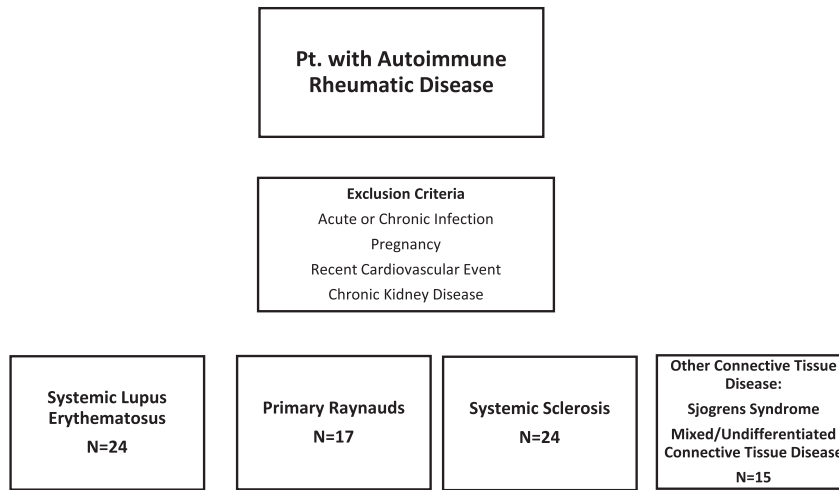 Pt. with Autoimmune
Rheumatic Disease
Exclusion Criteria
Acute or Chronic Infection
Pregnancy
Recent Cardiovascular Event
Chronic Kidney Disease
Systemic Lupus
Erythematosus
N=24
Primary Raynauds
N=17
Systemic Sclerosis
N=24
Other Connective Tissue
Disease:
Sjogrens Syndrome
Mixed/Undifferentiated
Connective Tissue Disease
N=15